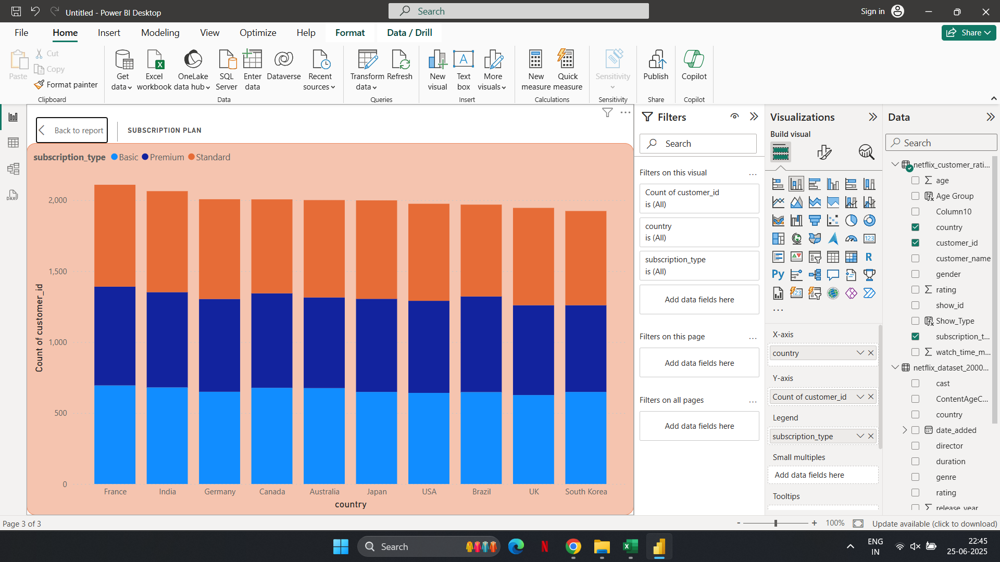 Untitled - Power BI Desktop
Search
Sign in
File Home Insert Modeling View Optimize Help Format Data / Drill
Share
Paste
Cut
Copy
Format painter
Clipboard
Get data
Excel workbook
OneLake data hub
SQL Server
Enter data
Dataverse
Recent sources
Data
Transform data
Refresh
Queries
New visual
Text box
More visuals
Insert
New measure
Quick measure
Calculations
Sensitivity
Sensitivity
Publish
Share
Copilot
Copilot
Back to report
SUBSCRIPTION PLAN
subscription_type Basic Premium Standard
Count of customer_id
2,000
1,500
1,000
500
0
France India Germany Canada Australia Japan USA Brazil UK South Korea
country
Filters
Search
Filters on this visual
...
Count of customer_id
is (All)
country
is (All)
subscription_type
is (All)
Add data fields here
Filters on this page
...
Add data fields here
Filters on all pages
...
Add data fields here
Visualizations
Build visual
123
R
Py
123
...
X-axis
country
Y-axis
Count of customer_id
Legend
subscription_type
Small multiples
Add data fields here
Tooltips
Data
Search
netflix_customer_rati...
age
Age Group
Column10
country
customer_id
customer_name
gender
rating
show_id
Show_Type
subscription_t...
watch_time_m...
netflix_dataset_2000...
cast
ContentAgeC...
country
date_added
director
duration
genre
rating
release_year
DAX
Page 3 of 3
- + 100%
Update available (click to download)
Search
N
ENG
IN
22:45
25-06-2025